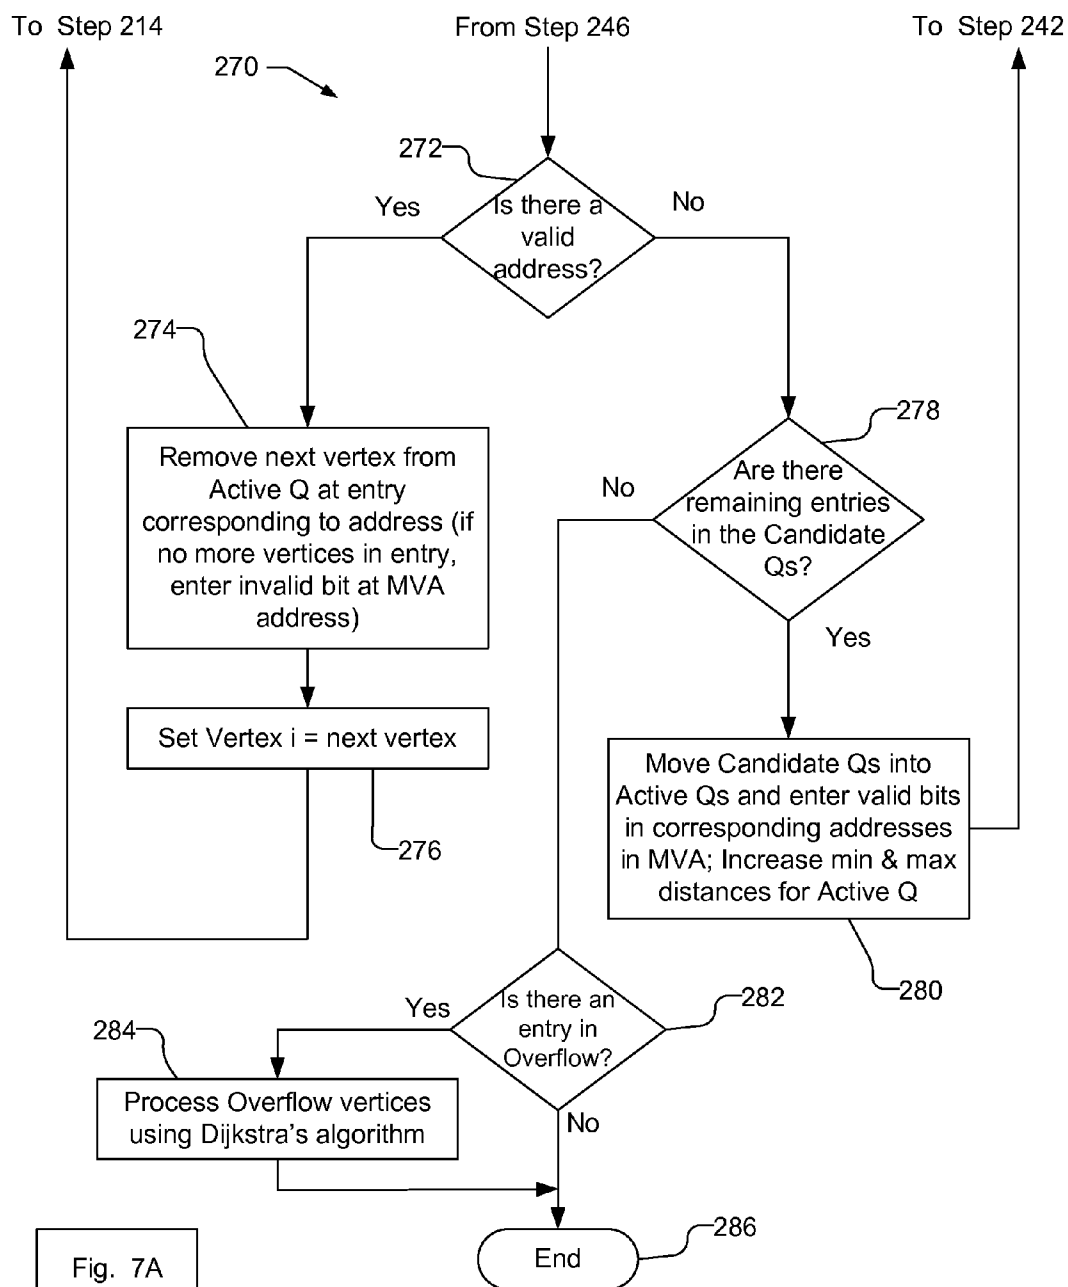 To Step 214
From Step 246
To Step 242
270
272
Is there a
valid
address?
Yes
No
274
Remove next vertex from
Active Q at entry
corresponding to address (if
no more vertices in entry,
enter invalid bit at MVA
address)
278
Are there
remaining entries
in the Candidate
Qs?
No
Yes
Set Vertex i = next vertex
276
Move Candidate Qs into
Active Qs and enter valid bits
in corresponding addresses
in MVA; Increase min & max
distances for Active Q
280
282
Is there an
entry in
Overflow?
Yes
No
284
Process Overflow vertices
using Dijkstra's algorithm
End
286
Fig. 7A